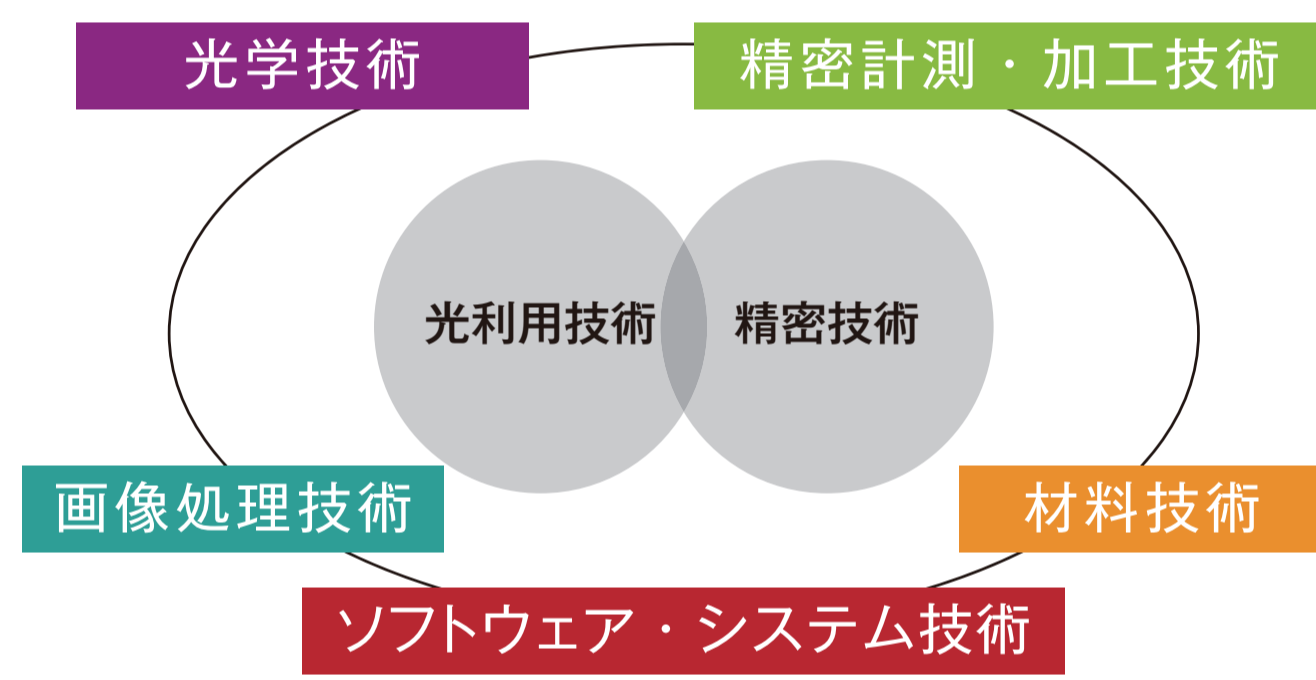 光学技術
精密計測・加工技術
光利用技術
精密技術
画像処理技術
材料技術
ソフトウェア・システム技術